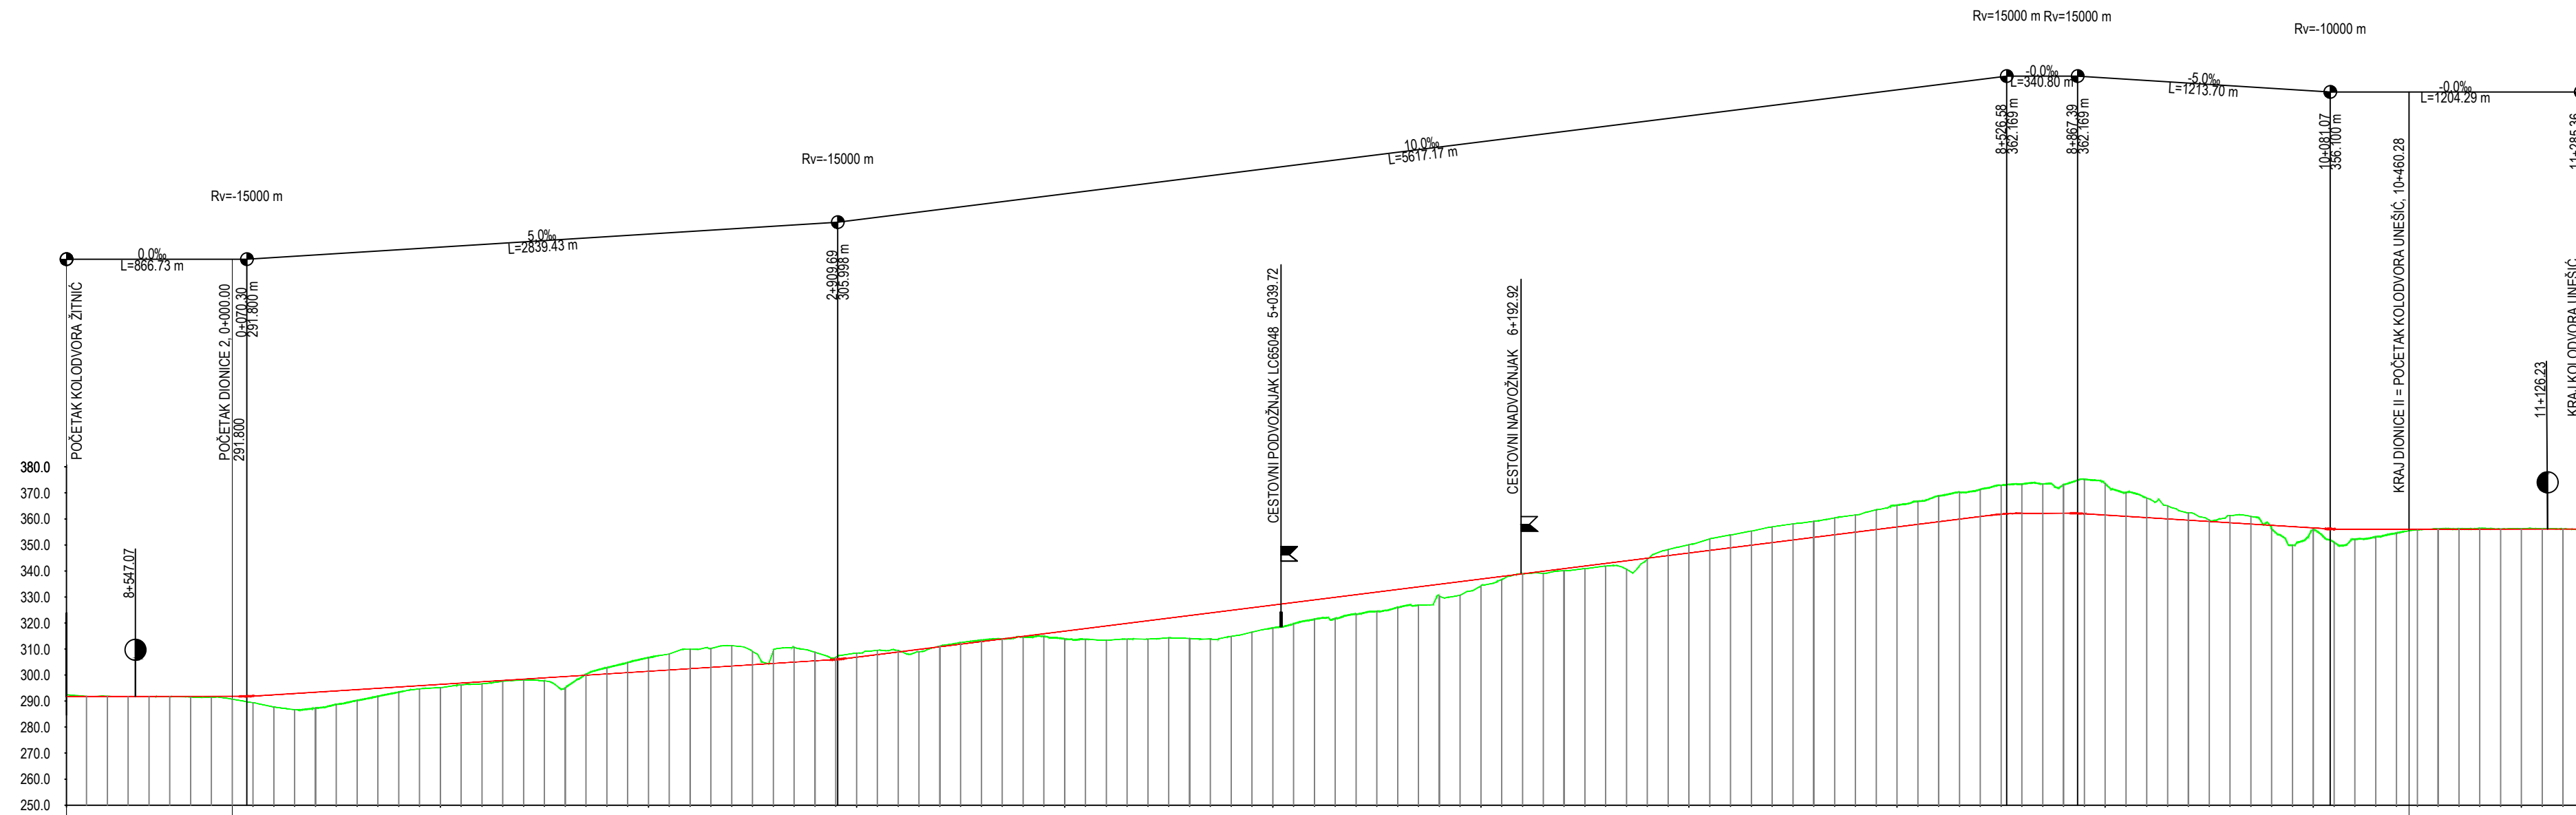 Rv=15000 m
Rv=15000 m
Rv=-10000 m
Rv=-15000 m
Rv=-15000 m
0.0‰
L=866.73 m
5.0‰
L=2839.43 m
10.0‰
L=5617.17 m
-0.0‰
L=340.80 m
-5.0‰
L=1213.70 m
-0.0‰
L=1204.29 m
POČETAK KOLODVORA ŽITNIĆ
8+547.07
POČETAK DIONICE 2, 0+000.00
291.800
0+070.30
291.800 m
2+909.69
305.998 m
CESTOVNI PODVOŽNJAK LC65048 5+039.72
CESTOVNI NADVOŽNJAK 6+192.92
8+526.58
362.169 m
8+867.39
362.169 m
10+081.07
356.100 m
KRAJ DIONICE II = POČETAK KOLODVORA UNEŠIĆ, 10+460.28
11+126.23
KRAJ KOLODVORA UNEŠIĆ,
11+285.36
380.0
370.0
360.0
350.0
340.0
330.0
320.0
310.0
300.0
290.0
280.0
270.0
260.0
250.0